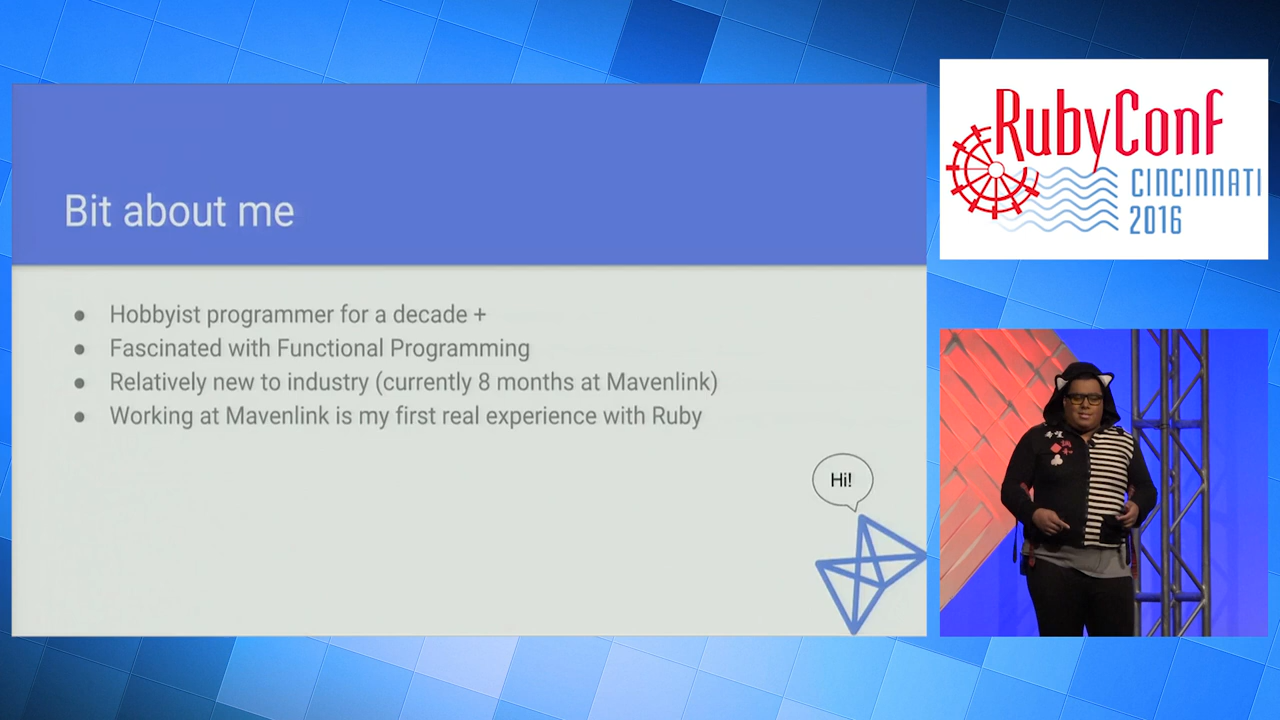 Bit about me
● Hobbyist programmer for a decade +
● Fascinated with Functional Programming
● Relatively new to industry (currently 8 months at Mavenlink)
● Working at Mavenlink is my first real experience with Ruby
Hi!
RubyConf
CINCINNATI
2016